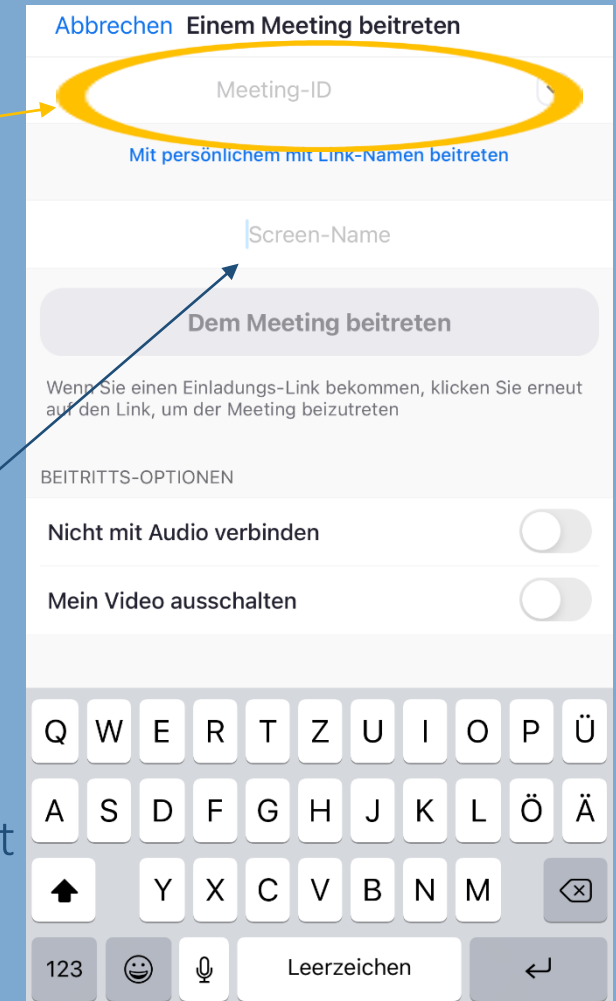 Abbrechen Einem Meeting beitreten
Meeting-ID
Mit persönlichem mit Link-Namen beitreten
Screen-Name
Dem Meeting beitreten
Wenn Sie einen Einladungs-Link bekommen, klicken Sie erneut
auf den Link, um der Meeting beizutreten
BEITRITTS-OPTIONEN
Nicht mit Audio verbinden
Mein Video ausschalten
Q W E R T Z U I O P Ü
A S D F G H J K L Ö Ä
t
Y X C V B N M
123 Leerzeichen